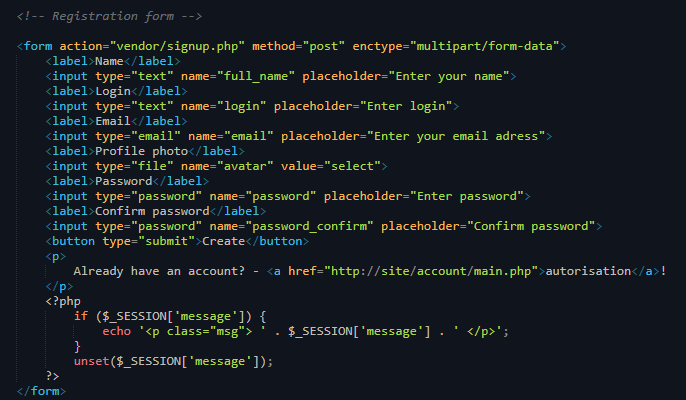 <!-- Registration form -->
<form action="vendor/signup.php" method="post" enctype="multipart/form-data">
<label>Name</label>
<input type="text" name="full_name" placeholder="Enter your name">
<label>Login</label>
<input type="text" name="login" placeholder="Enter login">
<label>Email</label>
<input type="email" name="email" placeholder="Enter your email adress">
<label>Profile photo</label>
<input type="file" name="avatar" value="select">
<label>Password</label>
<input type="password" name="password" placeholder="Enter password">
<label>Confirm password</label>
<input type="password" name="password_confirm" placeholder="Confirm password">
<button type="submit">Create</button>
<p>
Already have an account? - <a href="http://site/account/main.php">autorisation</a>!
</p>
<?php
if ($_SESSION['message']) {
echo '<p class="msg"> ' . $_SESSION['message'] . ' </p>';
}
unset($_SESSION['message']);
?>
</form>